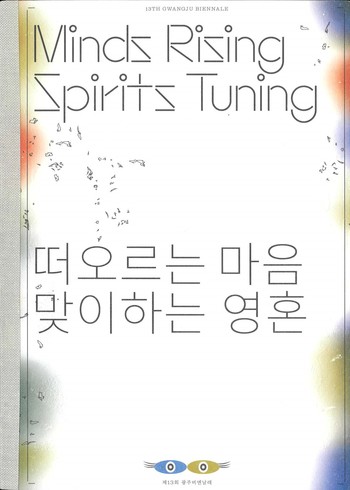 13TH GWANGJU BIENNALE
Minds Rising
Spirits Tuning
떠오르는 마음
맞이하는 영혼
제13회 광주비엔날레